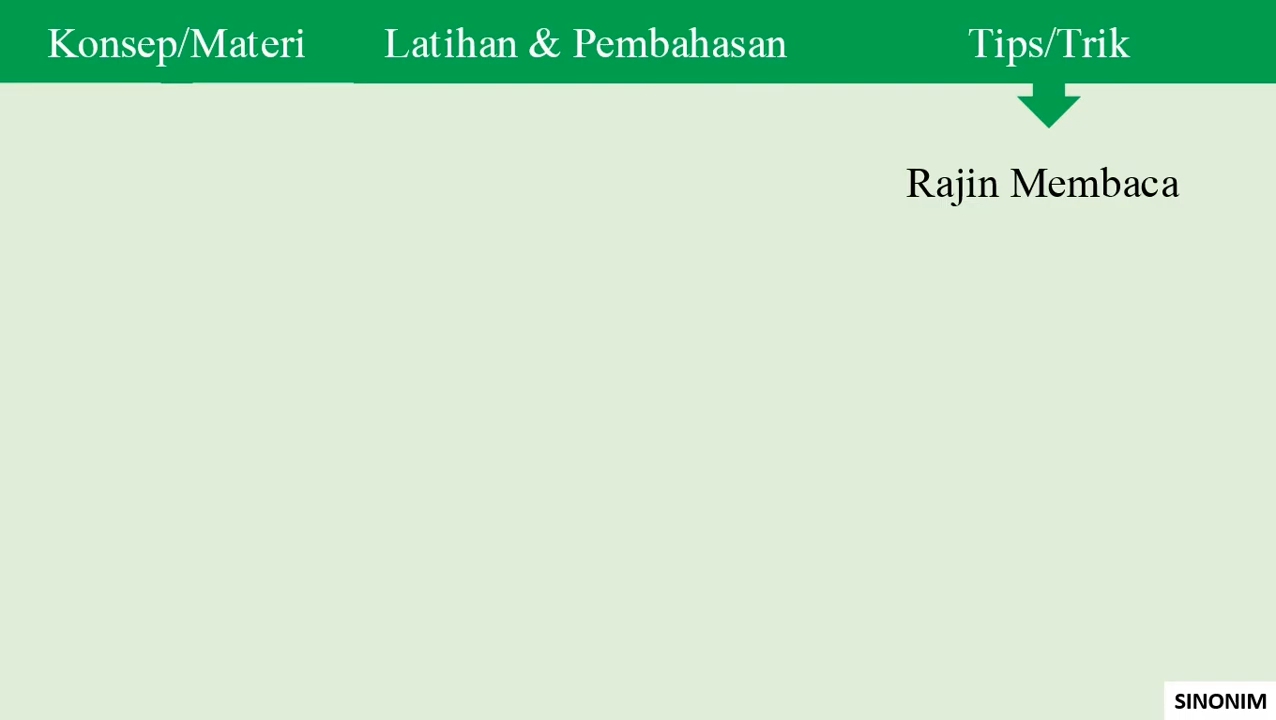 Konsep/Materi
Latihan & Pembahasan
Tips/Trik
Rajin Membaca
SINONIM